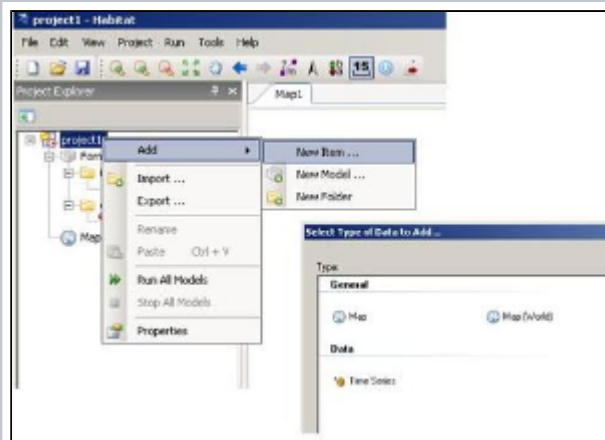 project1 - Habitat
File Edit View Project Run Tools Help
A 15
Project Explorer
Map1
project1
Add
New Item ...
Import ...
New Model ...
Export ...
New Folder
Rename
Map
Paste Ctrl + V
Select Type of Data to Add ...
Run All Models
Type
Stop All Models
General
Properties
Map Map (World)
Data
Time Series